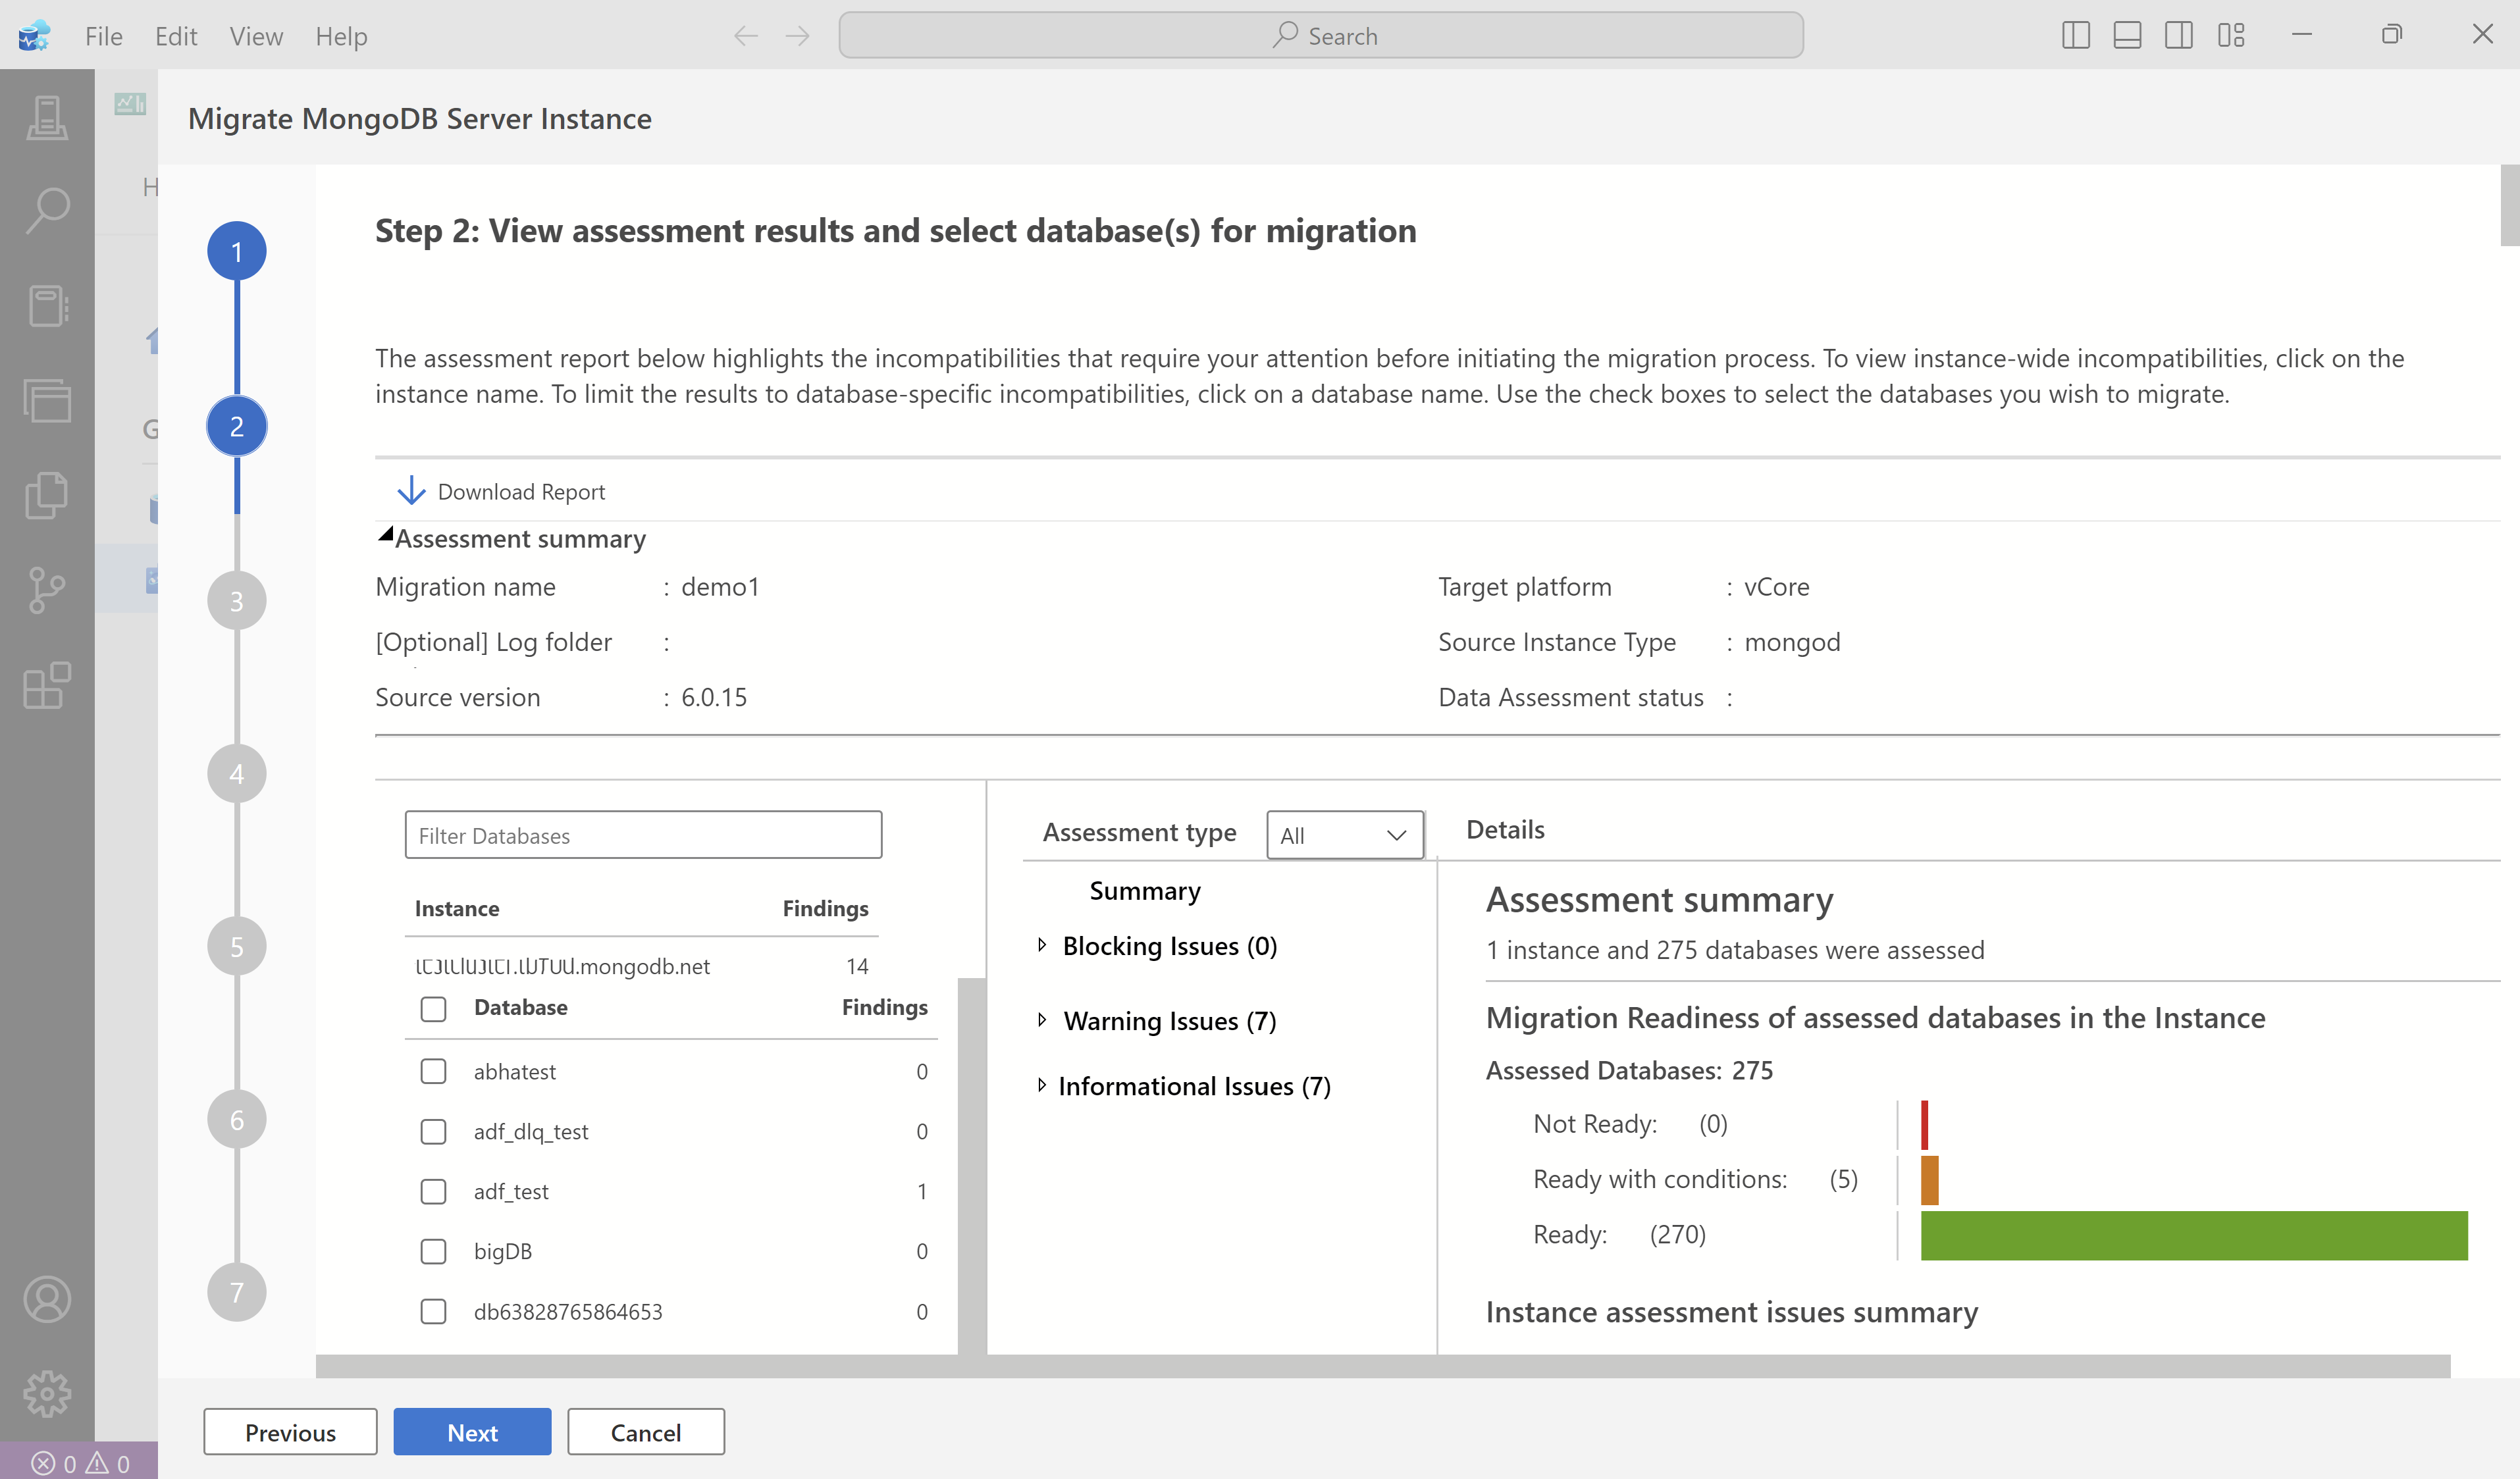 File Edit View Help
Search
Migrate MongoDB Server Instance
H
G
1
2
3
4
5
6
7
Step 2: View assessment results and select database(s) for migration
The assessment report below highlights the incompatibilities that require your attention before initiating the migration process. To view instance-wide incompatibilities, click on the
instance name. To limit the results to database-specific incompatibilities, click on a database name. Use the check boxes to select the databases you wish to migrate.
Download Report
Assessment summary
Migration name : demo1
Target platform : vCore
[Optional] Log folder :
Source Instance Type : mongod
Source version : 6.0.15
Data Assessment status :
Filter Databases
Instance Findings
.mongodb.net 14
Database Findings
abhatest 0
adf_dlq_test 0
adf_test 1
bigDB 0
db63828765864653 0
Assessment type All
Summary
Blocking Issues (0)
Warning Issues (7)
Informational Issues (7)
Details
Assessment summary
1 instance and 275 databases were assessed
Migration Readiness of assessed databases in the Instance
Assessed Databases: 275
Not Ready: (0)
Ready with conditions: (5)
Ready: (270)
Instance assessment issues summary
Previous Next Cancel
0 0